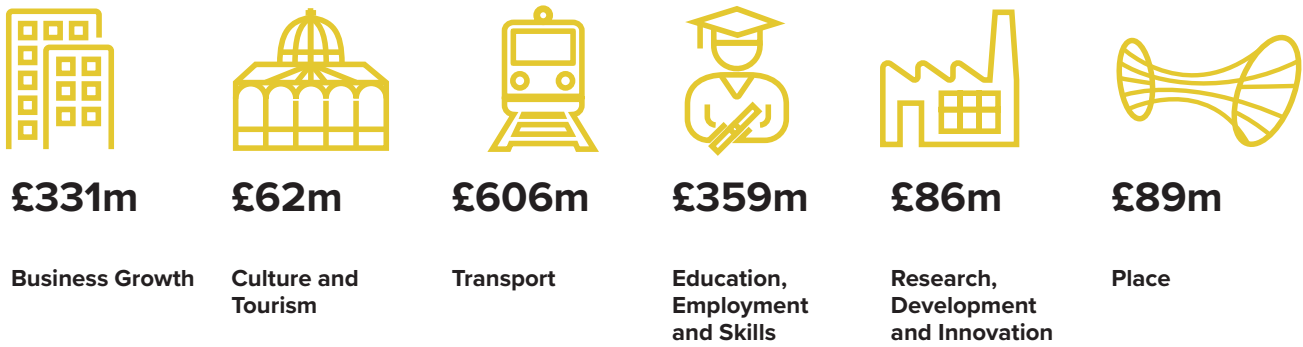 £331m
Business Growth
£62m
Culture and
Tourism
£606m
Transport
£359m
Education,
Employment
and Skills
£86m
Research,
Development
and Innovation
£89m
Place